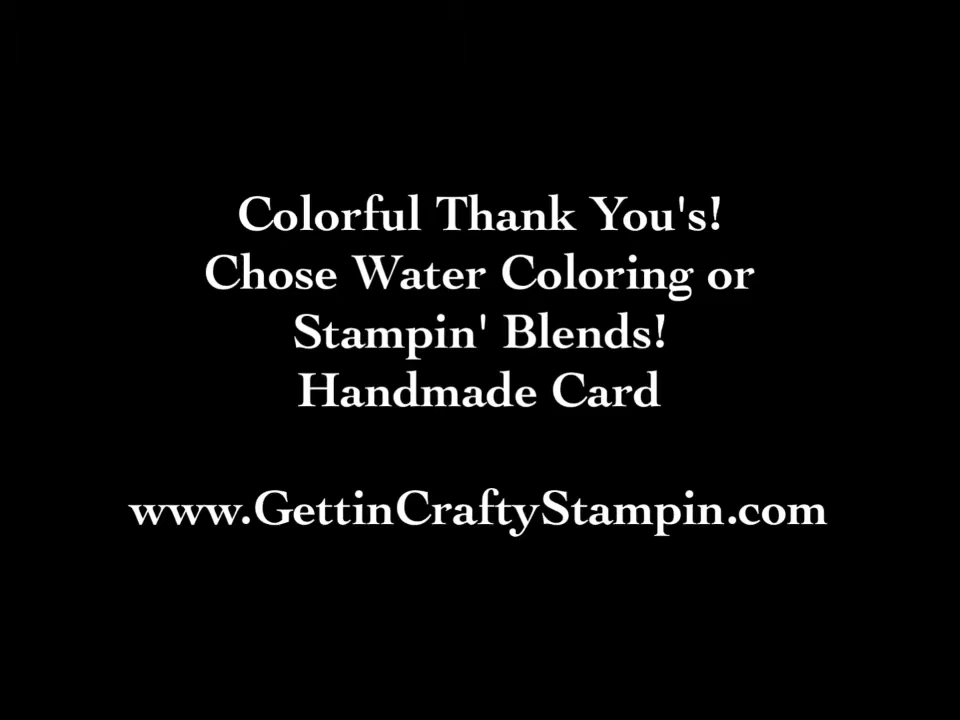 Colorful Thank You's!
Chose Water Coloring or
Stampin' Blends!
Handmade Card
www.GettinCraftyStampin.com